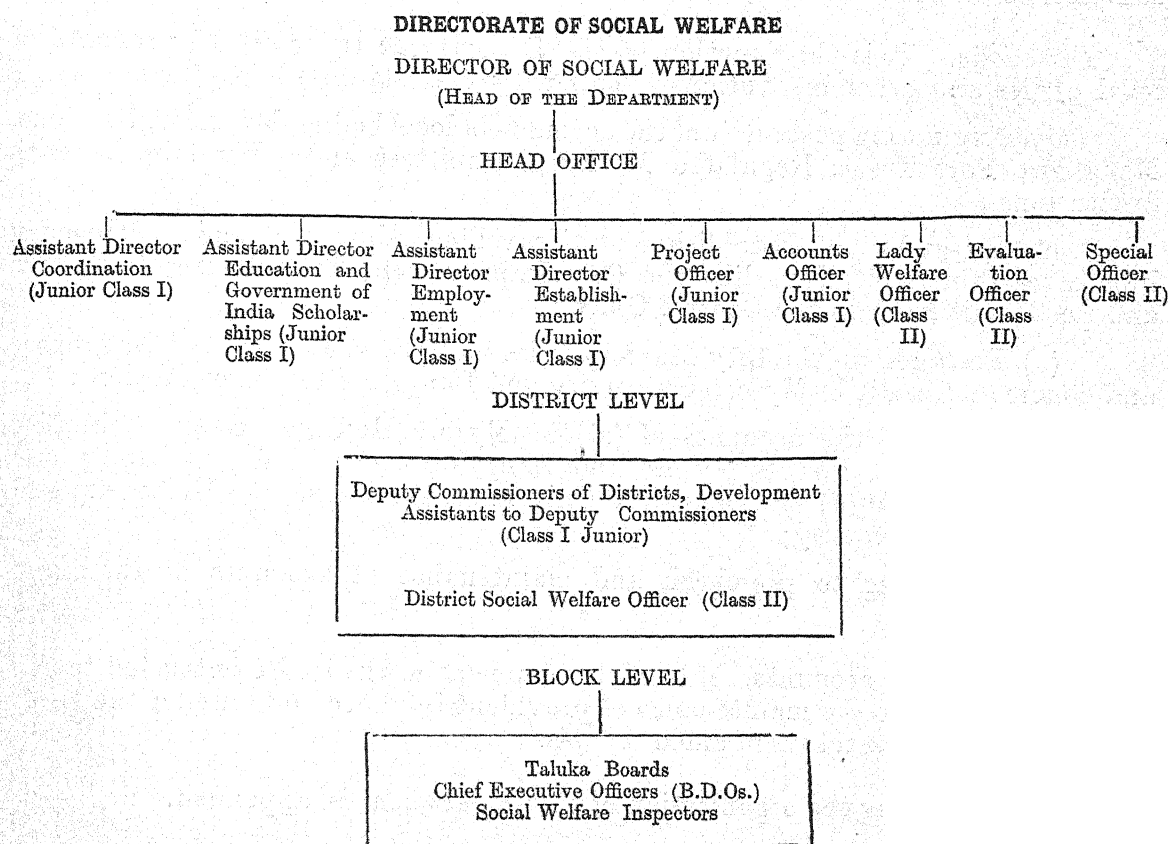 DIRECTORATE OF SOCIAL WELFARE
DIRECTOR OF SOCIAL WELFARE
(HEAD OF THE DEPARTMENT)
HEAD OFFICE
Assistant Director
Coordination
(Junior Class I)
Assistant Director
Education and
Government of
India Scholar-
ships (Junior
Class I)
Assistant
Director
Employ-
ment
(Junior
Class I)
Assistant
Director
Establish-
ment
(Junior
Class I)
Project
Officer
(Junior
Class I)
Accounts
Officer
(Junior
Class I)
Lady
Welfare
Officer
(Class
II)
Evalua-
tion
Officer
(Class
II)
Special
Officer
(Class II)
DISTRICT LEVEL
Deputy Commissioners of Districts, Development
Assistants to Deputy Commissioners
(Class I Junior)
District Social Welfare Officer (Class II)
BLOCK LEVEL
Taluka Boards
Chief Executive Officers (B.D.Os.)
Social Welfare Inspectors